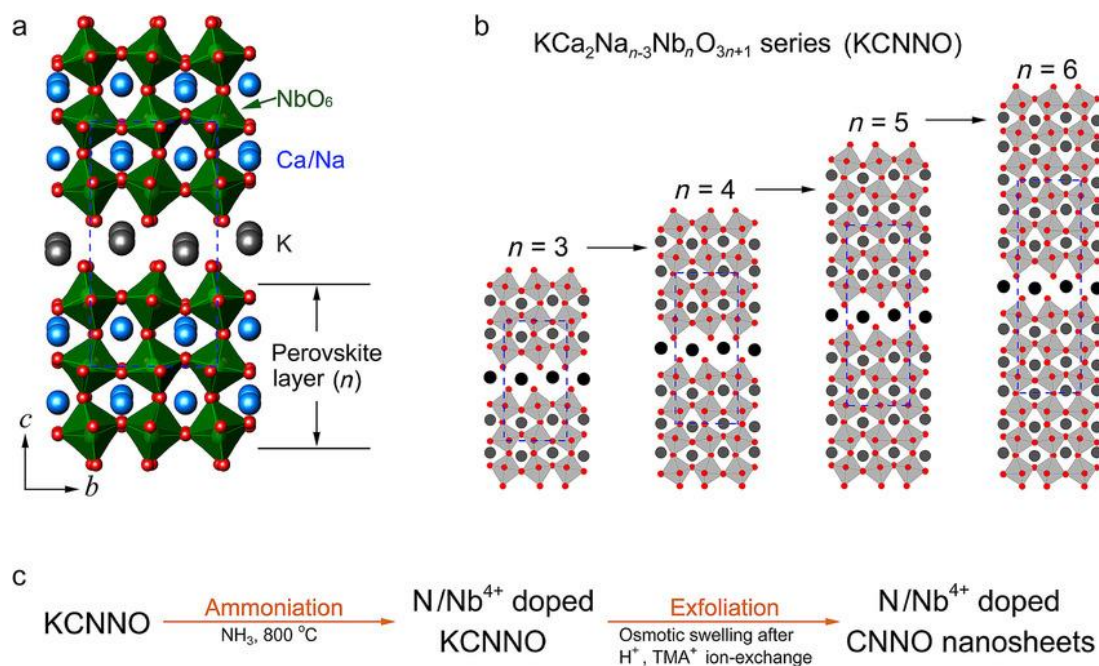 a
NbO₆
Ca/Na
K
Perovskite
layer (n)
c
b
b
KCa₂Naₙ₋₃NbₙO₃ₙ₊₁ series (KCNNO)
n = 3
n = 4
n = 5
n = 6
c
KCNNO
Ammoniation
NH₃, 800 °C
N/Nb⁴⁺ doped
KCNNO
Exfoliation
Osmotic swelling after
H⁺, TMA⁺ ion-exchange
N/Nb⁴⁺ doped
CNNO nanosheets